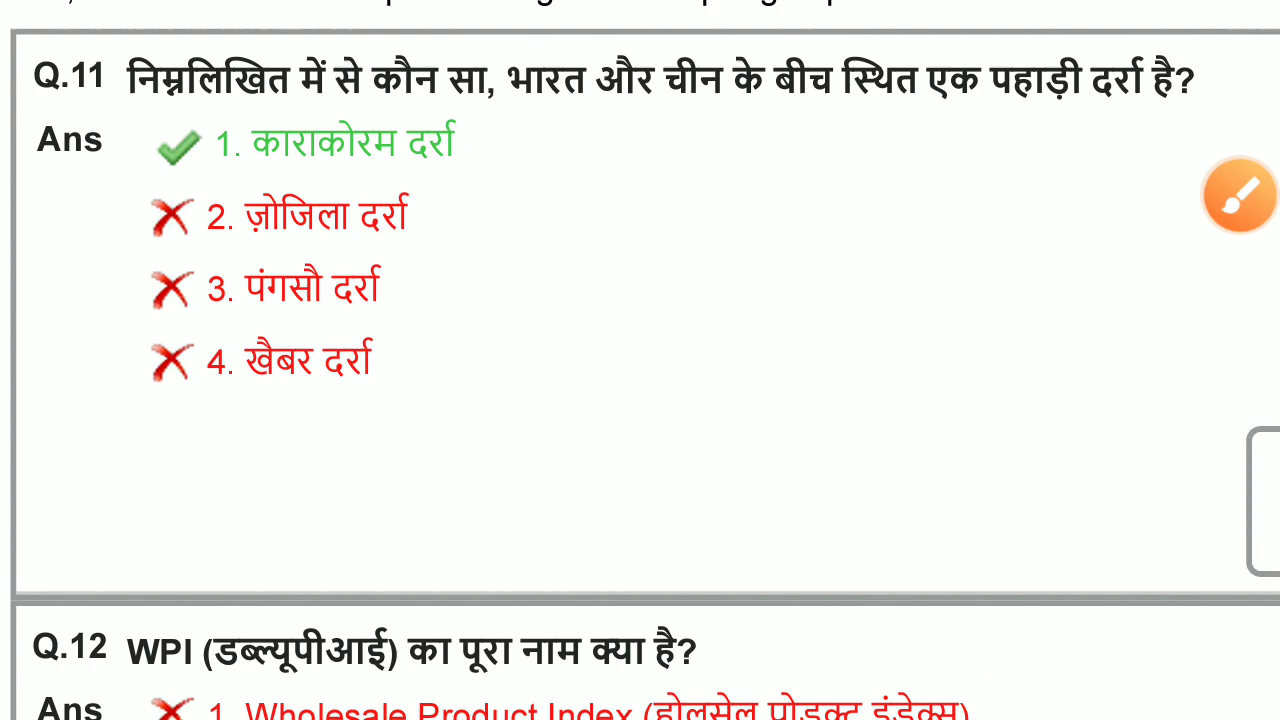 Q.11 निम्नलिखित में से कौन सा, भारत और चीन के बीच स्थित एक पहाड़ी दर्रा है?
Ans 1. काराकोरम दर्रा
2. ज़ोजिला दर्रा
3. पंगसौ दर्रा
4. खैबर दर्रा
Q.12 WPI (डब्ल्यूपीआई) का पूरा नाम क्या है?
Ans 1. Wholesale Product Index (होलसेल प्रोडक्ट इंडेक्स)